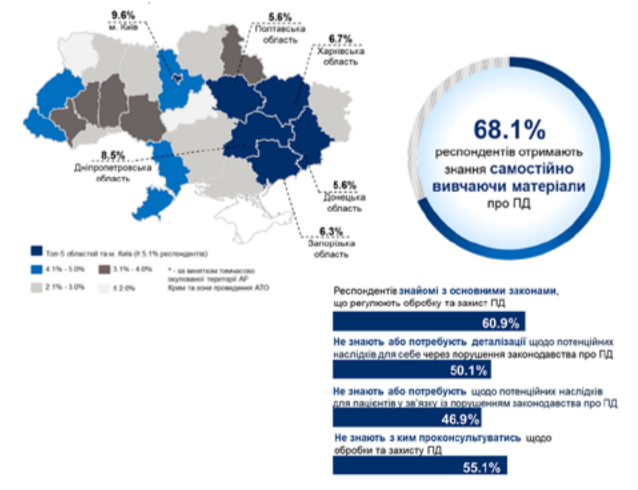 9.6%
м. Київ
5.6%
Полтавська
область
6.7%
Харківська
область
8.5%
Дніпропетровська
область
5.6%
Донецька
область
6.3%
Запорізька
область
Топ-5 областей та м. Київ (≥ 5.1% респондентів)
4.1% - 5.0%
3.1% - 4.0%
2.1% - 3.0%
≤ 2.0%
* - за винятком тимчасово
окупованої території АР
Крим та зони проведення АТО
68.1%
респондентів отримають
знання самостійно
вивчаючи матеріали
про ПД
Респондентів знайомі з основними законами,
що регулюють обробку та захист ПД
60.9%
Не знають або потребують деталізації щодо потенційних
наслідків для себе через порушення законодавства про ПД
50.1%
Не знають або потребують щодо потенційних наслідків
для пацієнтів у зв'язку із порушенням законодавства про ПД
46.9%
Не знають з ким проконсультуватись щодо
обробки та захисту ПД
55.1%